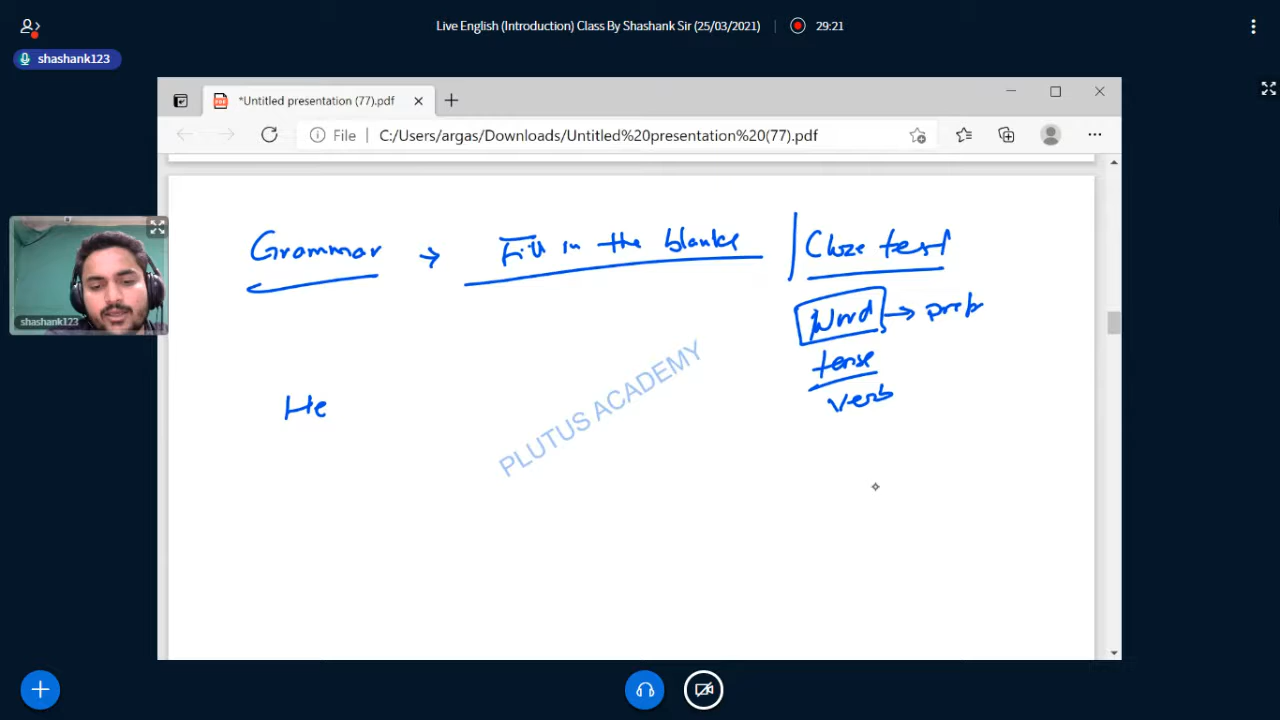 Live English (Introduction) Class By Shashank Sir (25/03/2021) 29:21
shashank123
*Untitled presentation (77).pdf
File C:/Users/argas/Downloads/Untitled%20presentation%20(77).pdf
Grammar → Fill in the blanks | Cloze test
Word → prep
tense
verb
He
PLUTUS ACADEMY
shashank123